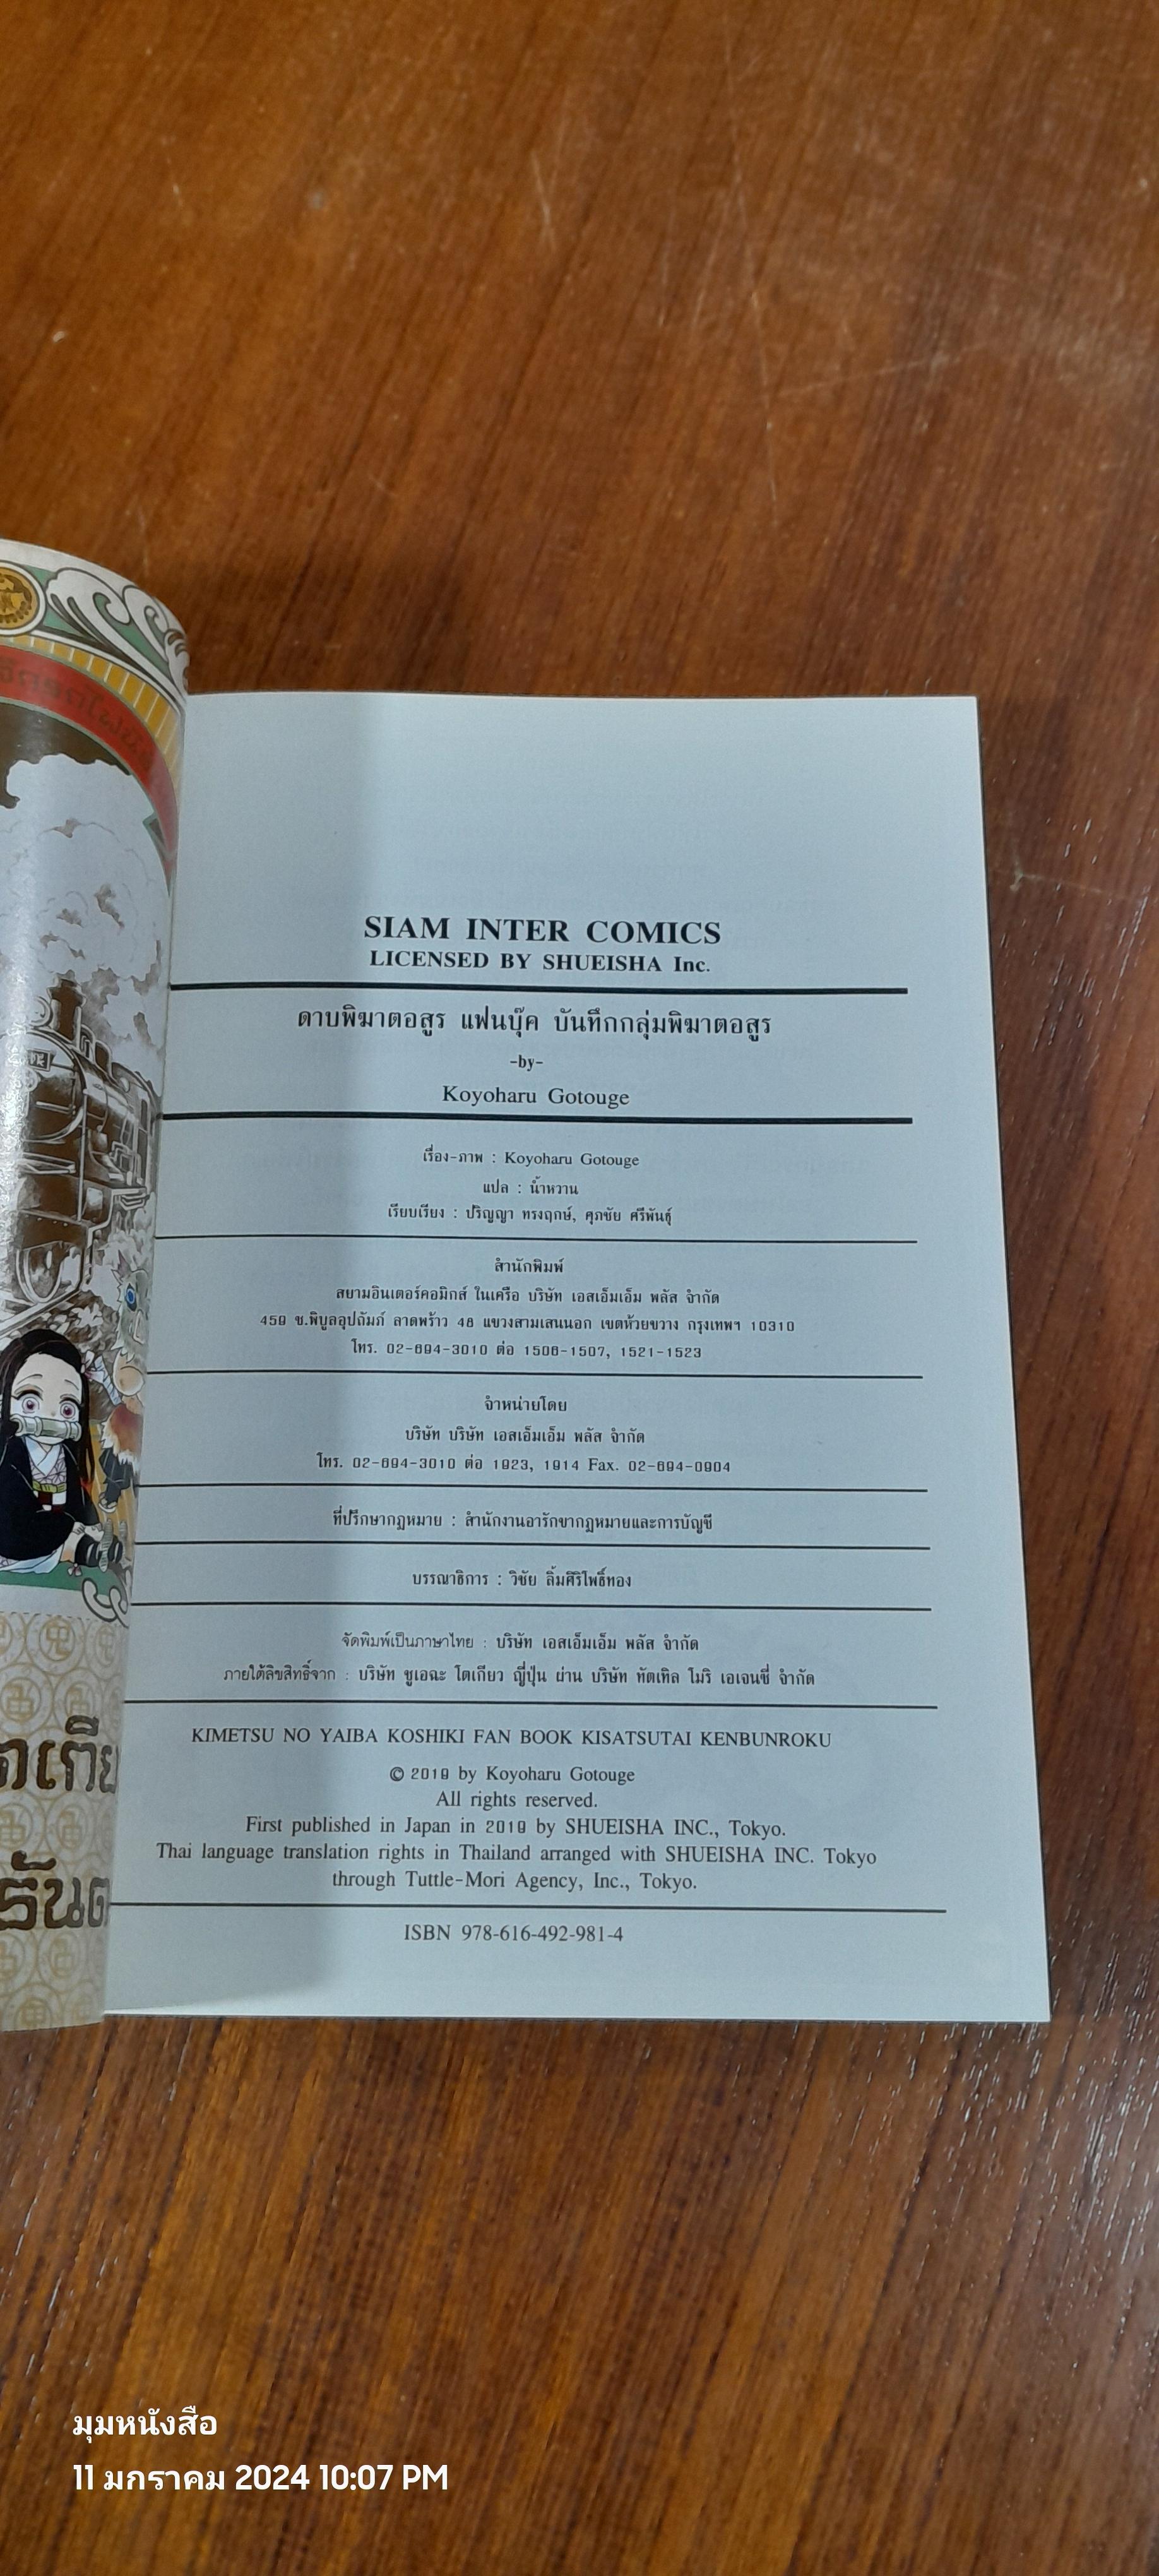 SIAM INTER COMICS
LICENSED BY SHUEISHA Inc.
ดาบพิฆาตอสูร แฟนบุ๊ค บันทึกกลุ่มพิฆาตอสูร
-by-
Koyoharu Gotouge
เรื่อง-ภาพ : Koyoharu Gotouge
แปล : น้ำหวาน
เรียบเรียง : ปริญญา ทรงฤกษ์, ศุภชัย ศรีพันธุ์
สำนักพิมพ์
สยามอินเตอร์คอมิกส์ ในเครือ บริษัท เอสเอ็มเอ็ม พลัส จำกัด
459 ซ.พิบูลอุปถัมภ์ ลาดพร้าว 48 แขวงสามเสนนอก เขตห้วยขวาง กรุงเทพฯ 10310
โทร. 02-694-3010 ต่อ 1506-1507, 1521-1523
จำหน่ายโดย
บริษัท บริษัท เอสเอ็มเอ็ม พลัส จำกัด
โทร. 02-694-3010 ต่อ 1923, 1914 Fax. 02-694-0904
ที่ปรึกษากฎหมาย : สำนักงานอารักขากฎหมายและการบัญชี
บรรณาธิการ : วิชัย ลิ้มศิริโพธิ์ทอง
จัดพิมพ์เป็นภาษาไทย : บริษัท เอสเอ็มเอ็ม พลัส จำกัด
ภายใต้ลิขสิทธิ์จาก : บริษัท ชูเอฉะ โตเกียว ญี่ปุ่น ผ่าน บริษัท ทัตเทิล โมริ เอเจนซี่ จำกัด
KIMETSU NO YAIBA KOSHIKI FAN BOOK KISATSUTAI KENBUNROKU
© 2019 by Koyoharu Gotouge
All rights reserved.
First published in Japan in 2019 by SHUEISHA INC., Tokyo.
Thai language translation rights in Thailand arranged with SHUEISHA INC. Tokyo
through Tuttle-Mori Agency, Inc., Tokyo.
ISBN 978-616-492-981-4
มุมหนังสือ
11 มกราคม 2024 10:07 PM